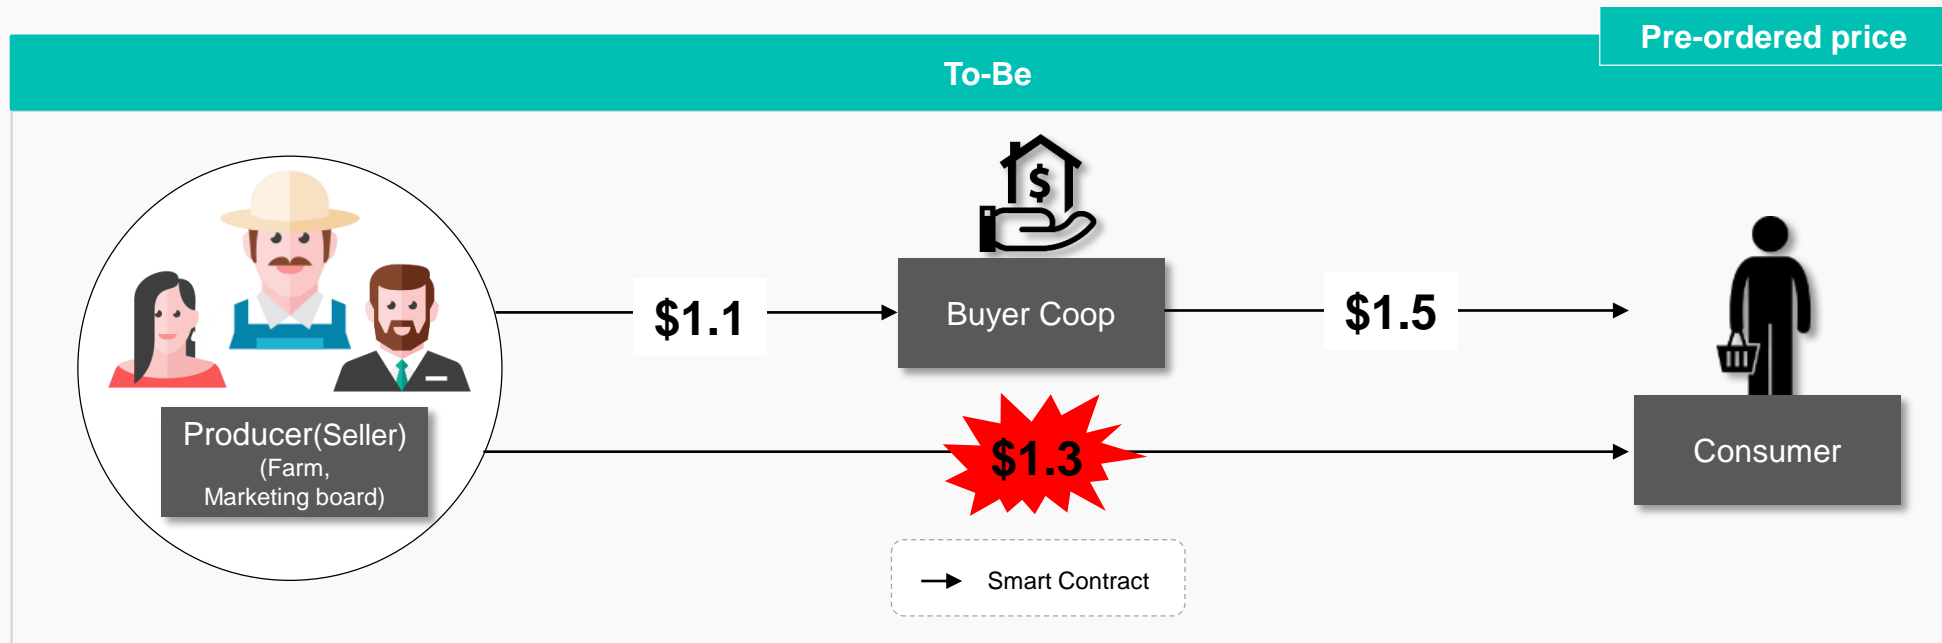 Pre-ordered price
To-Be
$
$1.1
Buyer Coop
$1.5
Producer(Seller)
(Farm,
Marketing board)
$1.3
Consumer
Smart Contract